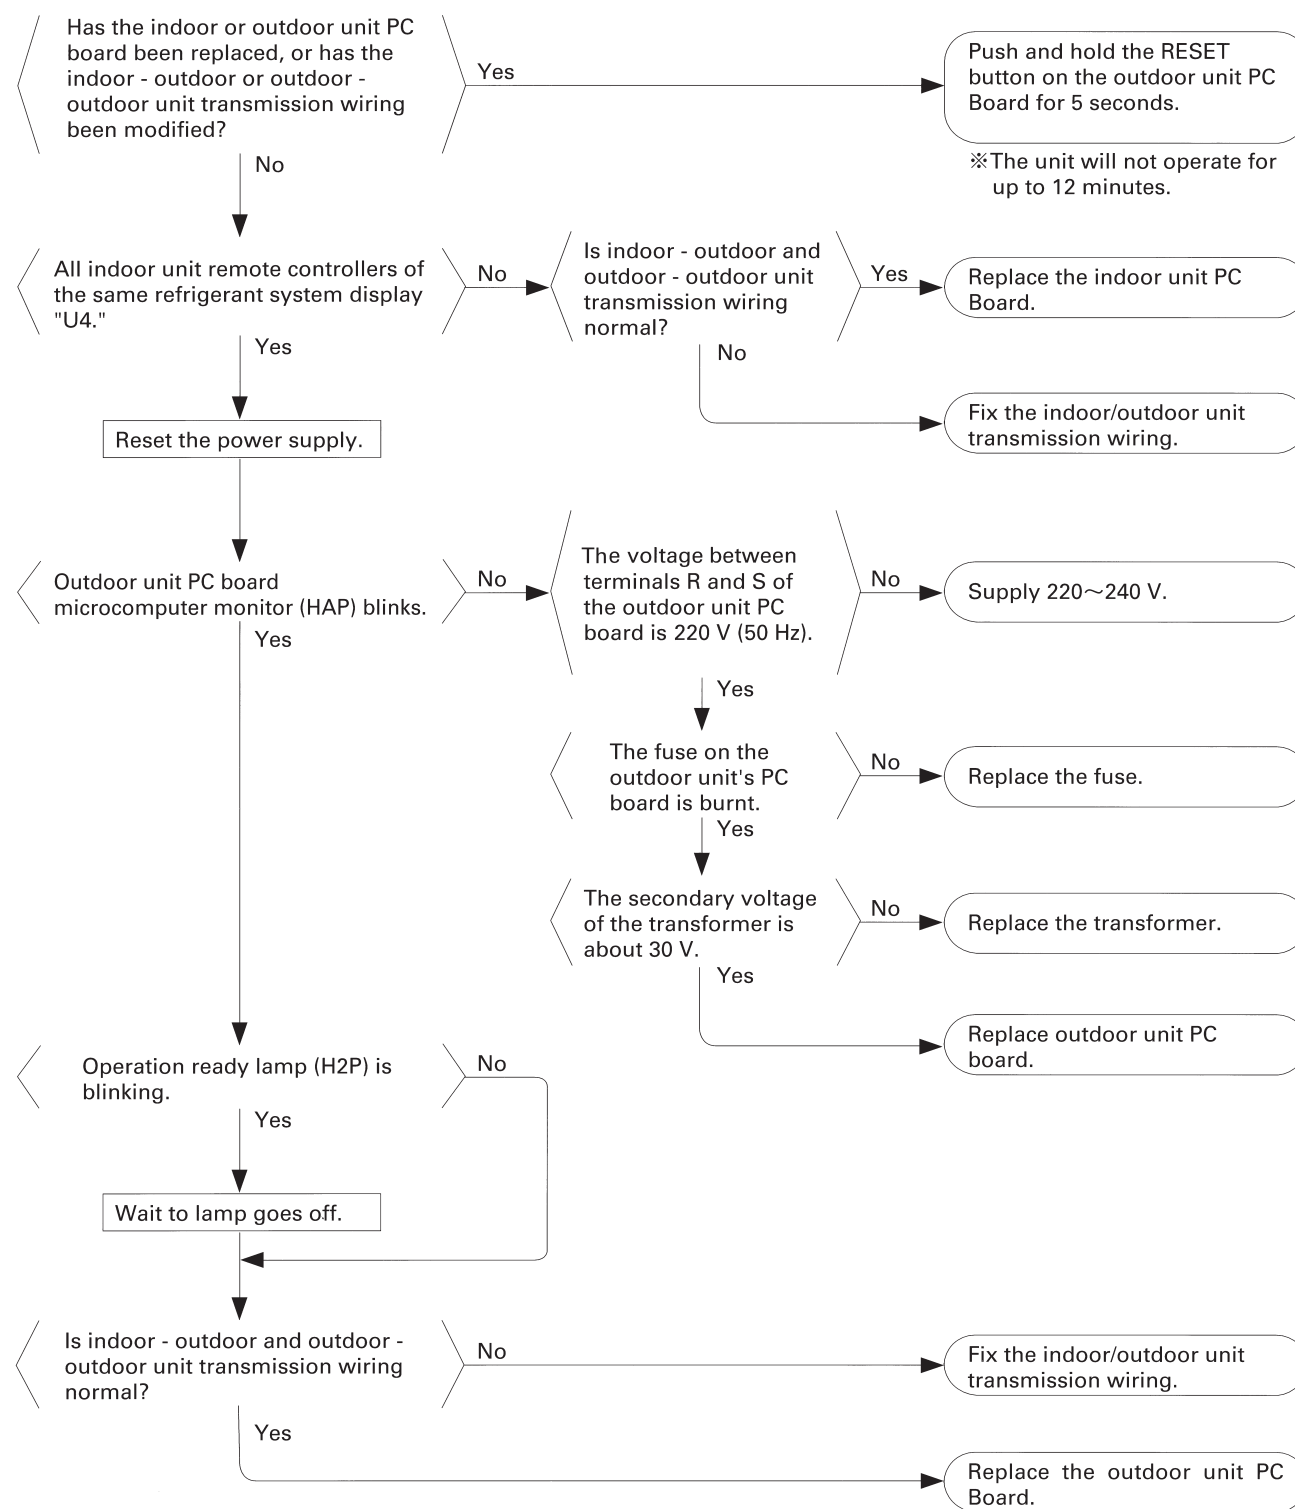 Has the indoor or outdoor unit PC
board been replaced, or has the
indoor - outdoor or outdoor -
outdoor unit transmission wiring
been modified?
Yes
Push and hold the RESET
button on the outdoor unit PC
Board for 5 seconds.
※The unit will not operate for
up to 12 minutes.
No
All indoor unit remote controllers of
the same refrigerant system display
"U4."
No
Is indoor - outdoor and
outdoor - outdoor unit
transmission wiring
normal?
Yes
Replace the indoor unit PC
Board.
No
Fix the indoor/outdoor unit
transmission wiring.
Yes
Reset the power supply.
Outdoor unit PC board
microcomputer monitor (HAP) blinks.
No
The voltage between
terminals R and S of
the outdoor unit PC
board is 220 V (50 Hz).
No
Supply 220～240 V.
Yes
Yes
The fuse on the
outdoor unit's PC
board is burnt.
No
Replace the fuse.
Yes
The secondary voltage
of the transformer is
about 30 V.
No
Replace the transformer.
Yes
Replace outdoor unit PC
board.
Operation ready lamp (H2P) is
blinking.
No
Yes
Wait to lamp goes off.
Is indoor - outdoor and outdoor -
outdoor unit transmission wiring
normal?
No
Fix the indoor/outdoor unit
transmission wiring.
Yes
Replace the outdoor unit PC
Board.